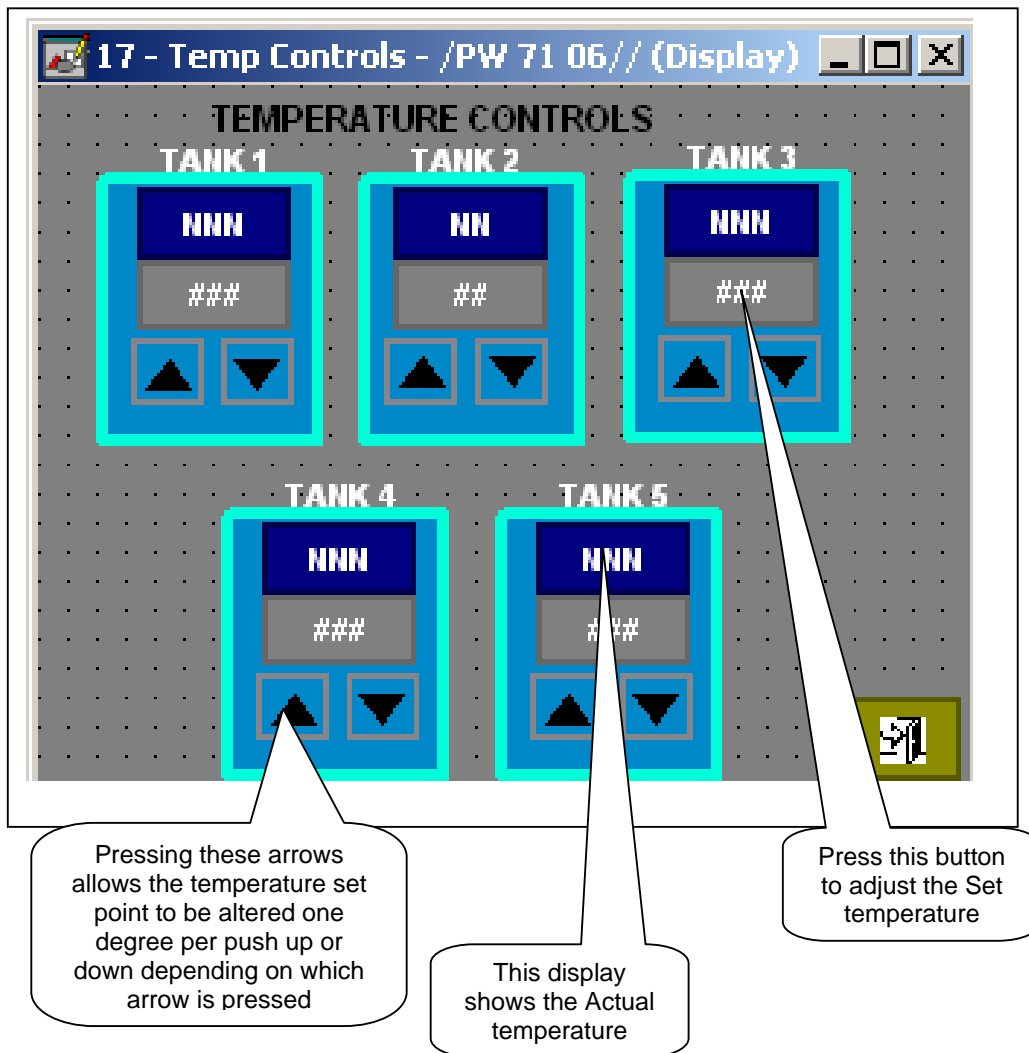 17 - Temp Controls - /PW 71 06// (Display)
TEMPERATURE CONTROLS
TANK 1 TANK 2 TANK 3
NNN NN NNN
### ## ###
TANK 4 TANK 5
NNN NNN
### ###
Pressing these arrows
allows the temperature set
point to be altered one
degree per push up or
down depending on which
arrow is pressed
This display
shows the Actual
temperature
Press this button
to adjust the Set
temperature